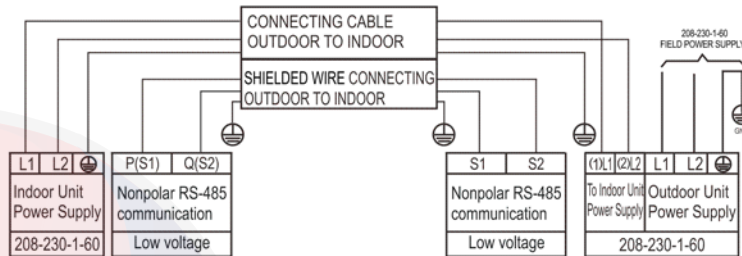 CONNECTING CABLE
OUTDOOR TO INDOOR
SHIELDED WIRE CONNECTING
OUTDOOR TO INDOOR
208-230-1-60
FIELD POWER SUPPLY
L1 L2
Indoor Unit
Power Supply
208-230-1-60
P(S1) Q(S2)
Nonpolar RS-485
communication
Low voltage
S1 S2
Nonpolar RS-485
communication
Low voltage
(1)L1 (2)L2 L1 L2
To Indoor Unit
Power Supply
Outdoor Unit
Power Supply
208-230-1-60